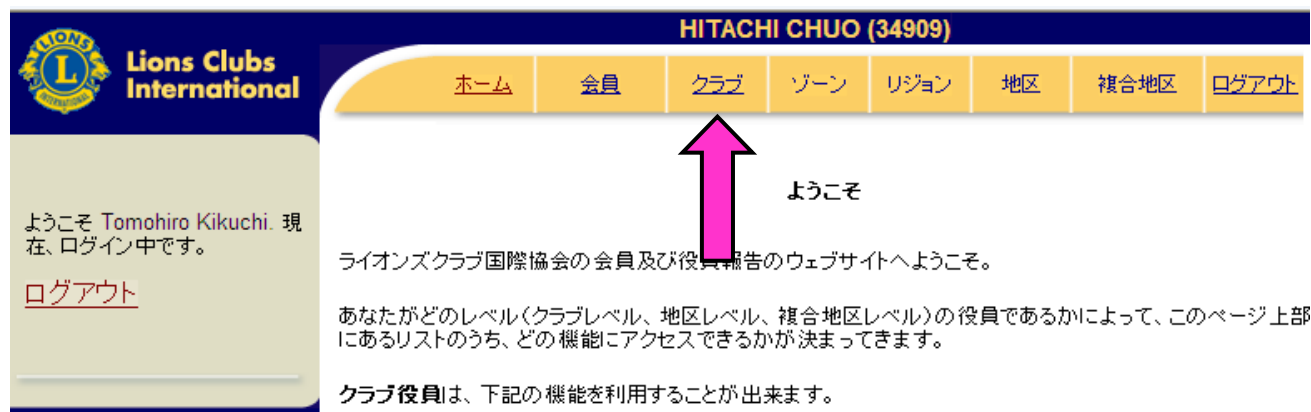 HITACHI CHUO (34909)
LIONS
L
INTERNATIONAL
Lions Clubs
International
ホーム 会員 クラブ ゾーン リジョン 地区 複合地区 ログアウト
ようこそ Tomohiro Kikuchi. 現
在、ログイン中です。
ログアウト
ようこそ
ライオンズクラブ国際協会の会員及び役員報告のウェブサイトへようこそ。
あなたがどのレベル(クラブレベル、地区レベル、複合地区レベル)の役員であるかによって、このページ上部
にあるリストのうち、どの機能にアクセスできるかが決まってきます。
クラブ役員は、下記の機能を利用することが出来ます。